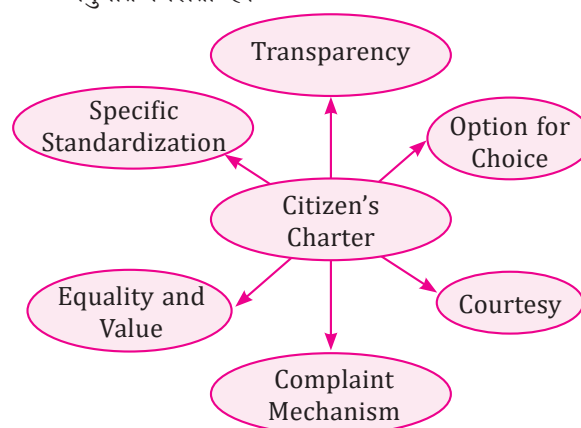 Transparency
Specific
Standardization
Option for
Choice
Citizen's
Charter
Equality and
Value
Courtesy
Complaint
Mechanism